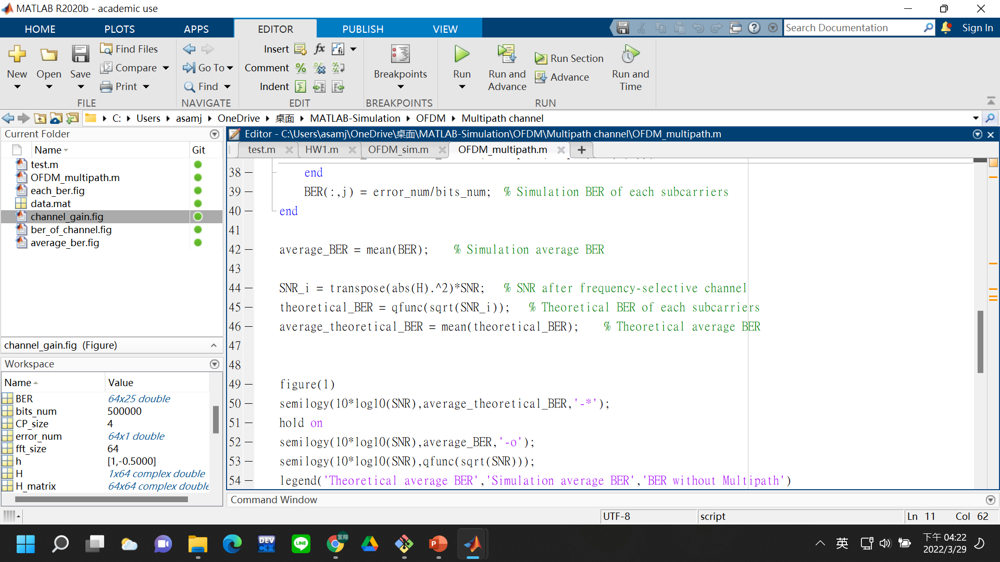 MATLAB R2020b - academic use
HOME PLOTS APPS EDITOR PUBLISH VIEW Search Documentation Sign In
New Open Save Find Files Compare Print
FILE
Go To Find
NAVIGATE
Insert fx
Comment
Indent
EDIT
Breakpoints
BREAKPOINTS
Run Run and Advance Run Section Advance Run and Time
RUN
C: Users asamj OneDrive 桌面 MATLAB-Simulation OFDM Multipath channel
Current Folder
Name Git
test.m
OFDM_multipath.m
each_ber.fig
data.mat
channel_gain.fig
ber_of_channel.fig
average_ber.fig
channel_gain.fig (Figure)
Workspace
Name Value
BER 64x25 double
bits_num 500000
CP_size 4
error_num 64x1 double
fft_size 64
h [1,-0.5000]
H 1x64 complex double
H_matrix 64x64 complex double
Editor - C:\Users\asamj\OneDrive\桌面\MATLAB-Simulation\OFDM\Multipath channel\OFDM_multipath.m
test.m HW1.m OFDM_sim.m OFDM_multipath.m
38 end
39 BER(:,j) = error_num/bits_num; % Simulation BER of each subcarriers
40 end
41
42 average_BER = mean(BER); % Simulation average BER
43
44 SNR_i = transpose(abs(H).^2)*SNR; % SNR after frequency-selective channel
45 theoretical_BER = qfunc(sqrt(SNR_i)); % Theoretical BER of each subcarriers
46 average_theoretical_BER = mean(theoretical_BER); % Theoretical average BER
47
48
49 figure(1)
50 semilogy(10*log10(SNR),average_theoretical_BER,'-*');
51 hold on
52 semilogy(10*log10(SNR),average_BER,'-o');
53 semilogy(10*log10(SNR),qfunc(sqrt(SNR)));
54 legend('Theoretical average BER','Simulation average BER','BER without Multipath')
Command Window
UTF-8 script Ln 11 Col 62
DEV C++ LINE 英 下午 04:22
2022/3/29